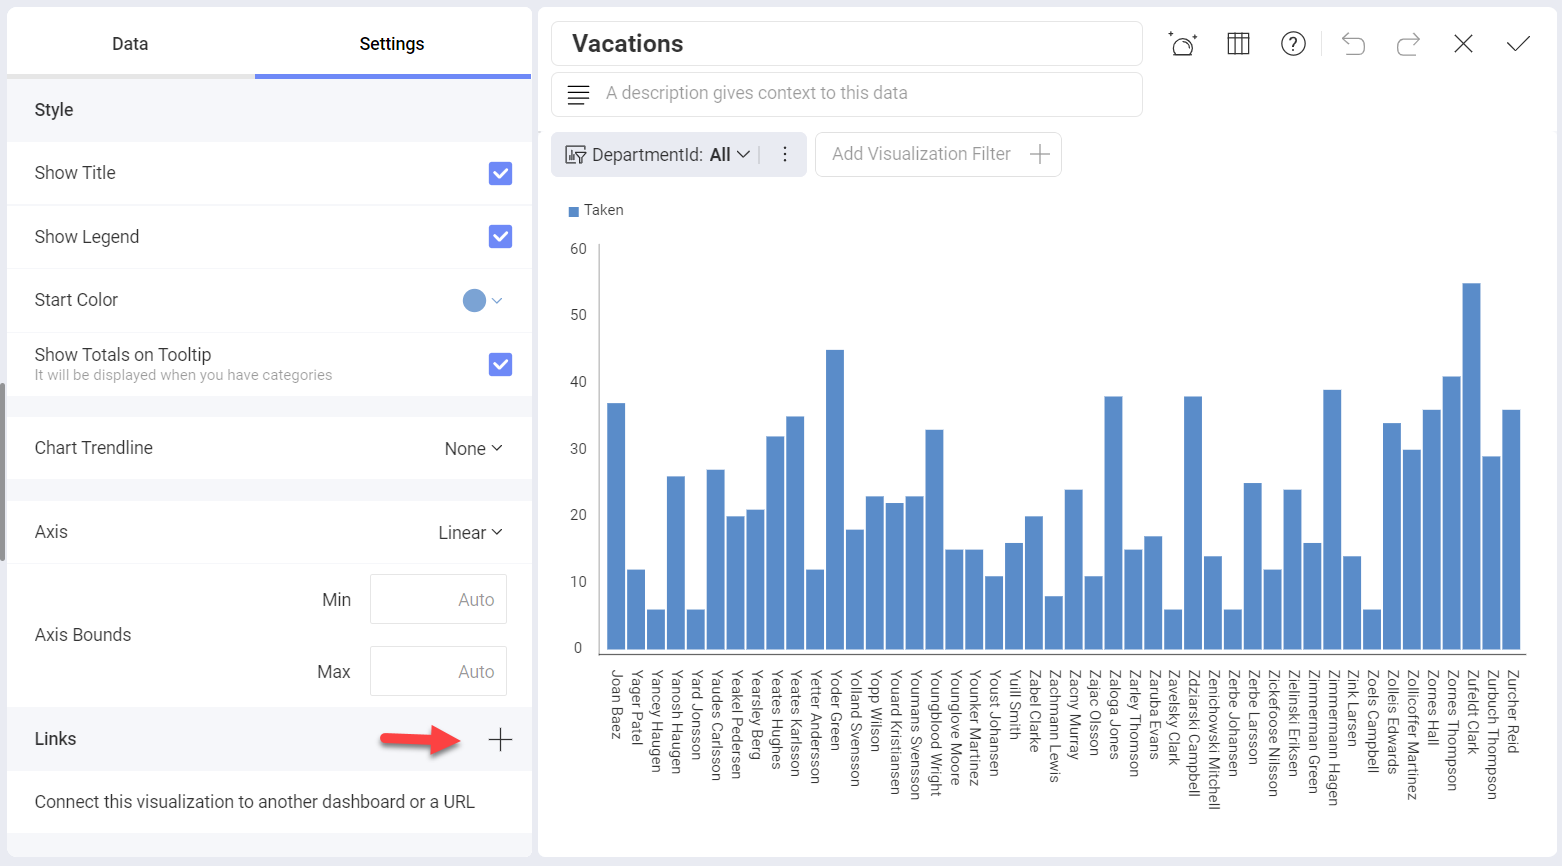 Data
Settings
Style
Show Title
Show Legend
Start Color
Show Totals on Tooltip
It will be displayed when you have categories
Chart Trendline
None
Axis
Linear
Axis Bounds
Min
Auto
Max
Auto
Links
Connect this visualization to another dashboard or a URL
Vacations
A description gives context to this data
DepartmentId: All
Add Visualization Filter
Taken
60
50
40
30
20
10
0
Joan Baez
Yager Patel
Yancey Haugen
Yanosh Haugen
Yard Jonsson
Yaudes Carlsson
Yeakel Pedersen
Yearsley Berg
Yeates Hughes
Yeates Karlsson
Yetter Andersson
Yoder Green
Yolland Svensson
Yopp Wilson
Youard Kristiansen
Youmans Svensson
Youngblood Wright
Younglove Moore
Younker Martinez
Youst Johansen
Yuill Smith
Zabel Clarke
Zachmann Lewis
Zacny Murray
Zajac Olsson
Zaloga Jones
Zarley Thomson
Zaruba Evans
Zavelsky Clark
Zdziarski Campbell
Zenichowski Mitchell
Zerbe Johansen
Zerbe Larsson
Zickefoose Nilsson
Zielinski Eriksen
Zimmerman Green
Zimmermann Hagen
Zink Larsen
Zoels Campbell
Zolleis Edwards
Zollicoffer Martinez
Zornes Hall
Zornes Thompson
Zufeldt Clark
Zurbuch Thompson
Zurcher Reid